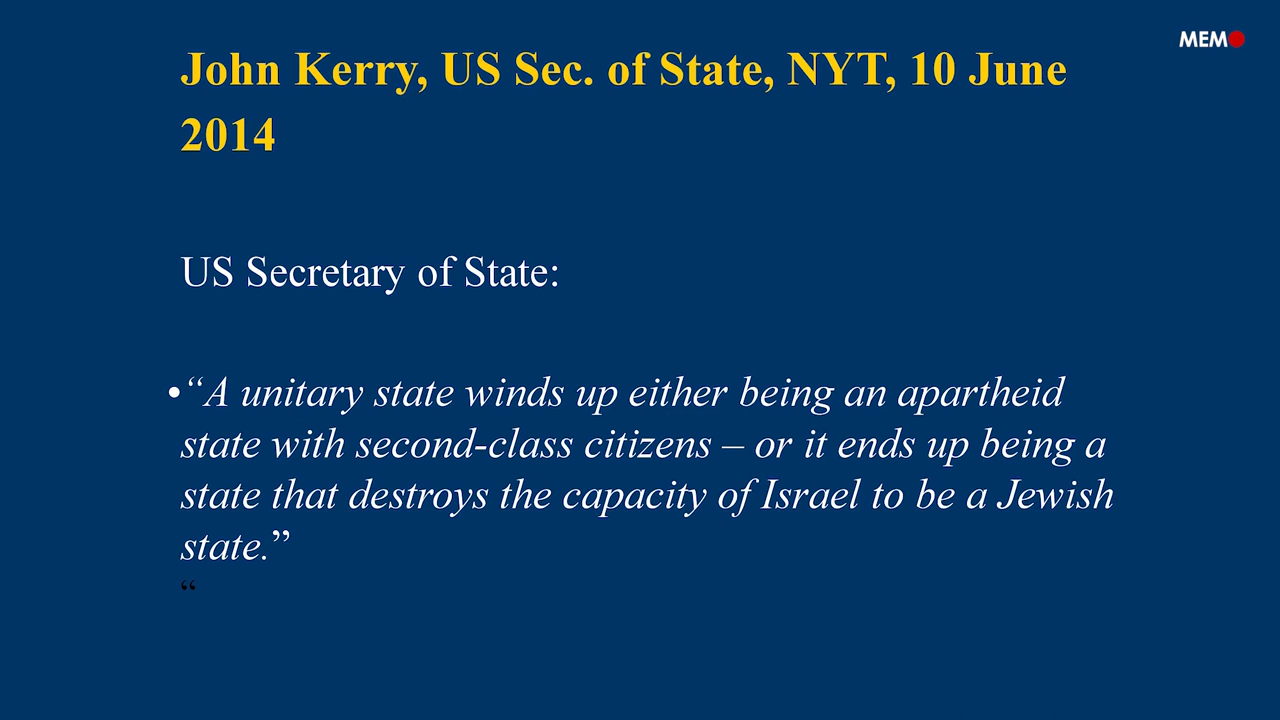 MEMO
John Kerry, US Sec. of State, NYT, 10 June
2014
US Secretary of State:
•“A unitary state winds up either being an apartheid
state with second-class citizens – or it ends up being a
state that destroys the capacity of Israel to be a Jewish
state.”
“